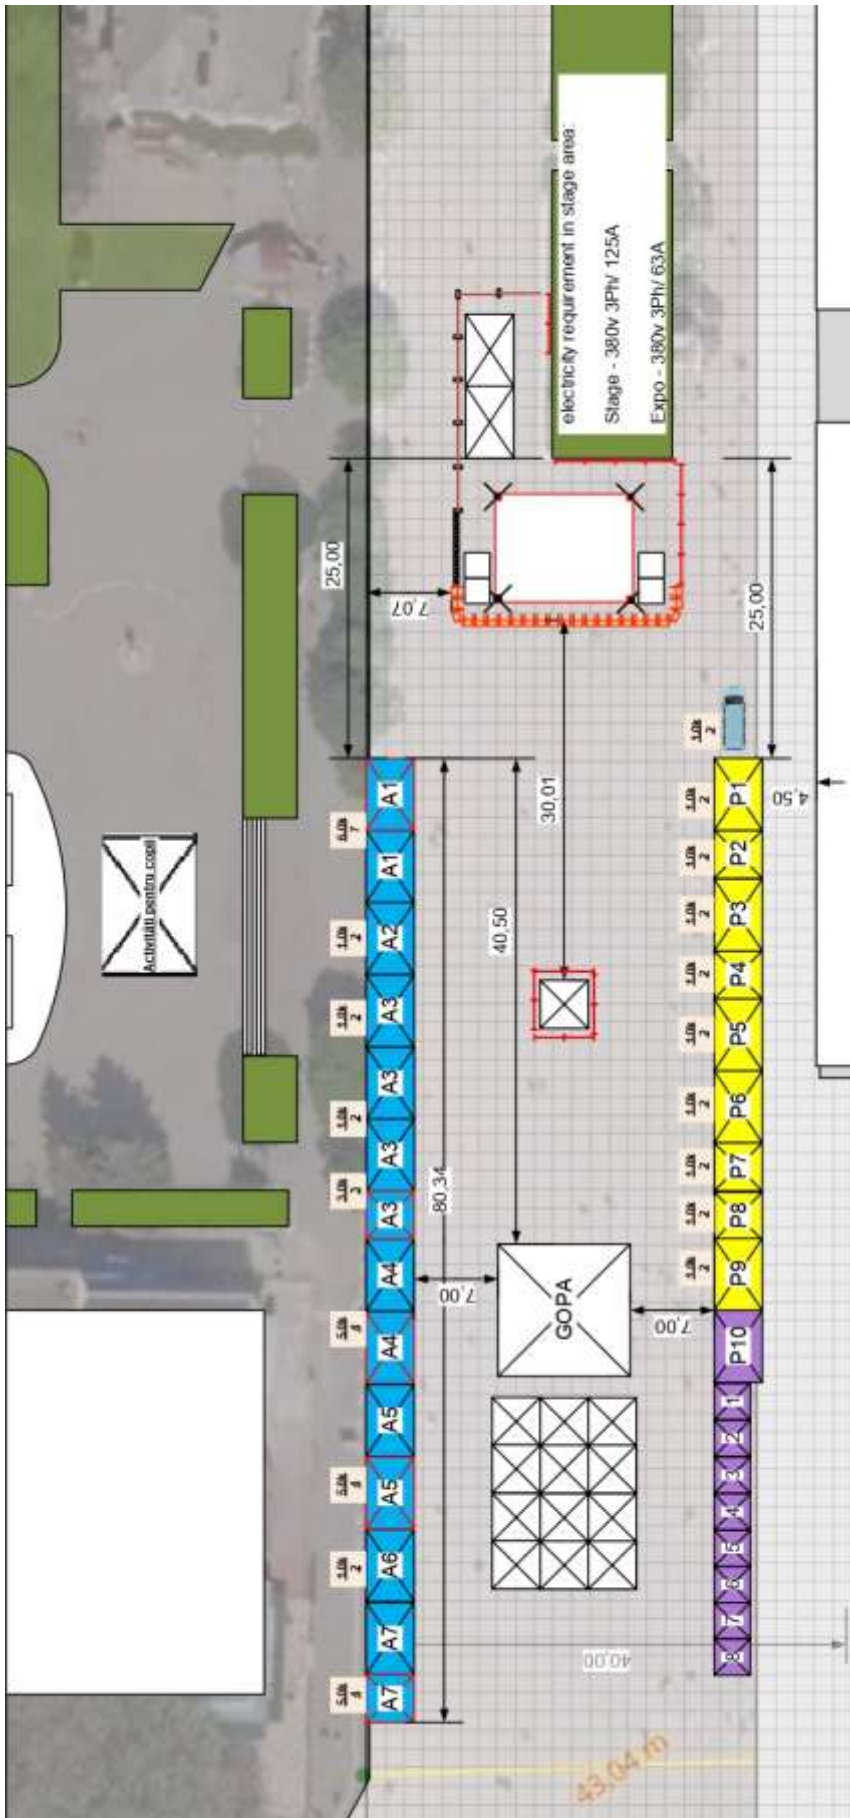 electricity requirement in stage area:
Stage - 380v 3Ph/ 125A
Expo - 380v 3Ph/ 63A
25,00
7,07
25,00
30,01
40,50
80,34
4,50
Activități pentru copii
A1
A1
A2
A3
A3
A3
A3
A4
A4
A5
A5
A6
A7
A7
7,00
GOPA
7,00
P1
P2
P3
P4
P5
P6
P7
P8
P9
P10
1
2
3
4
5
6
7
8
40,00
43,04 m